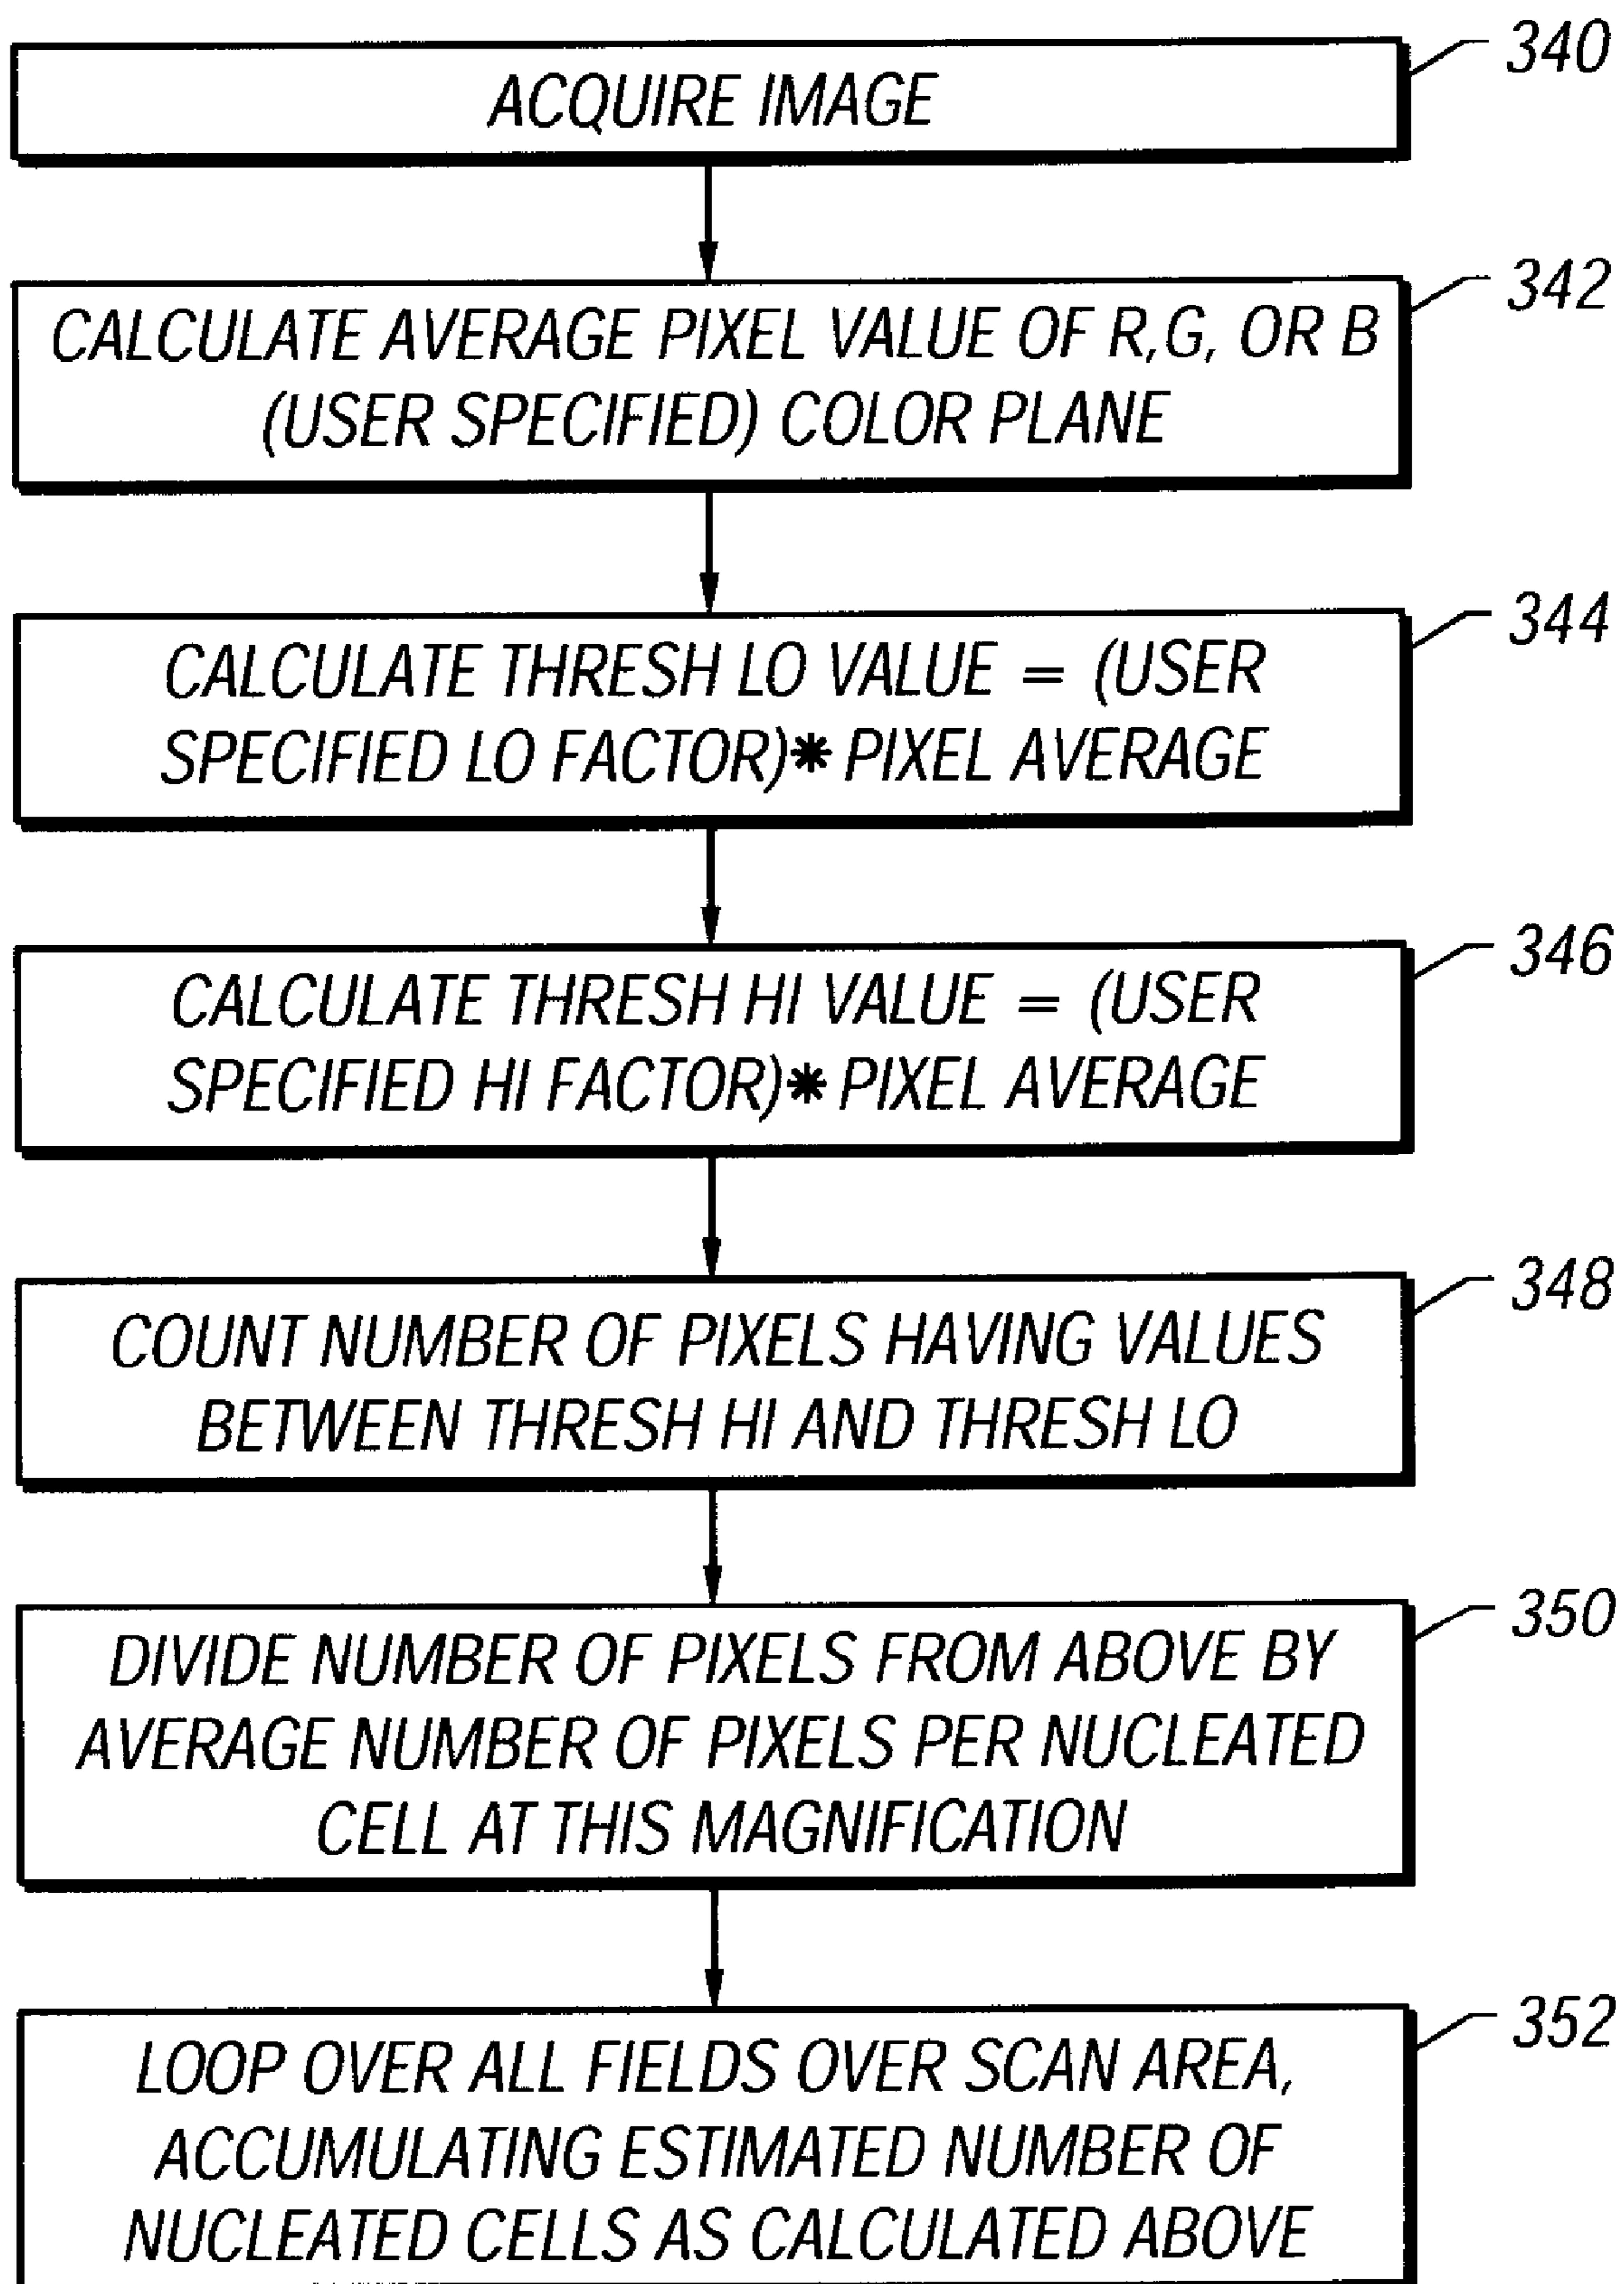 340
ACQUIRE IMAGE
342
CALCULATE AVERAGE PIXEL VALUE OF R,G, OR B
(USER SPECIFIED) COLOR PLANE
344
CALCULATE THRESH LO VALUE = (USER
SPECIFIED LO FACTOR)* PIXEL AVERAGE
346
CALCULATE THRESH HI VALUE = (USER
SPECIFIED HI FACTOR)* PIXEL AVERAGE
348
COUNT NUMBER OF PIXELS HAVING VALUES
BETWEEN THRESH HI AND THRESH LO
350
DIVIDE NUMBER OF PIXELS FROM ABOVE BY
AVERAGE NUMBER OF PIXELS PER NUCLEATED
CELL AT THIS MAGNIFICATION
352
LOOP OVER ALL FIELDS OVER SCAN AREA,
ACCUMULATING ESTIMATED NUMBER OF
NUCLEATED CELLS AS CALCULATED ABOVE